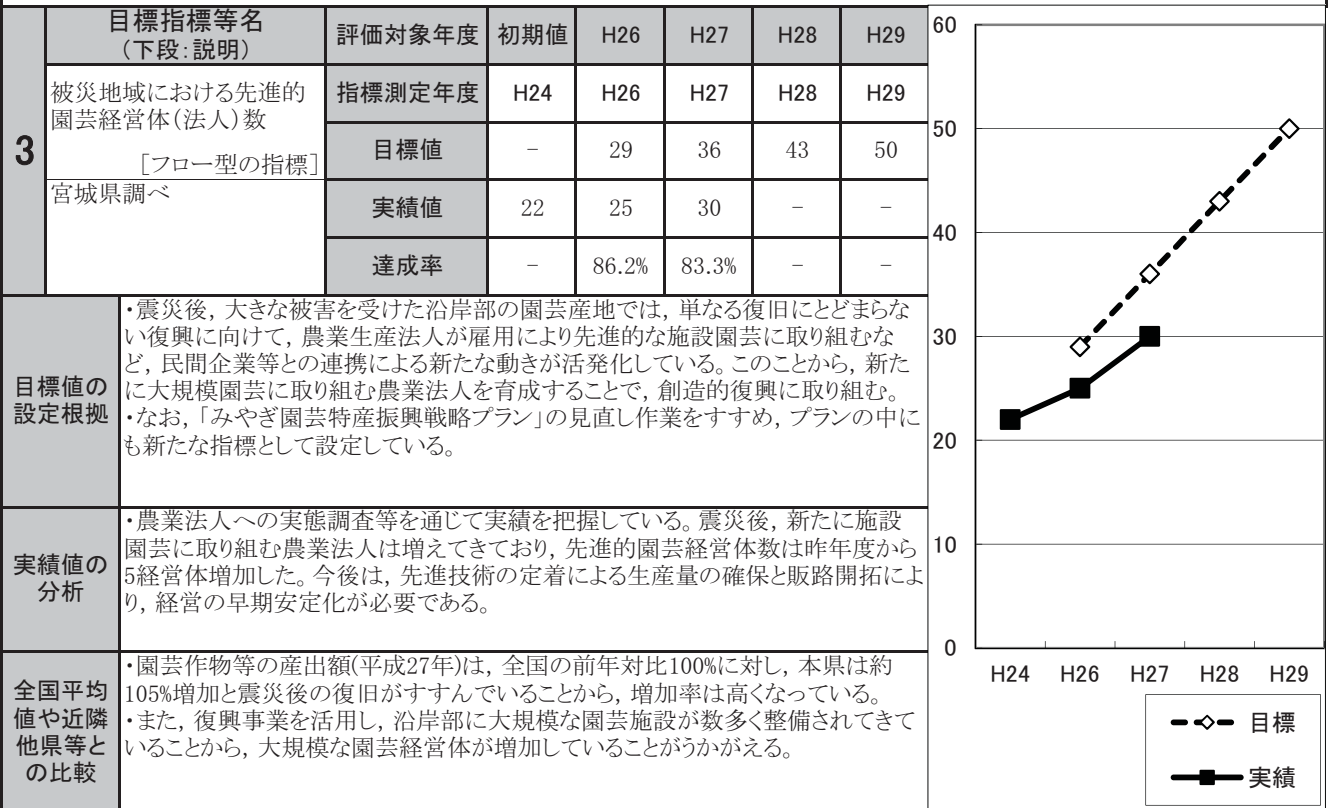 3
目標指標等名
(下段:説明)
評価対象年度 初期値 H26 H27 H28 H29
被災地域における先進的
園芸経営体(法人)数
[フロー型の指標]
宮城県調べ
指標測定年度 H24 H26 H27 H28 H29
目標値 - 29 36 43 50
実績値 22 25 30 - -
達成率 - 86.2% 83.3% - -
目標値の
設定根拠
・震災後,大きな被害を受けた沿岸部の園芸産地では,単なる復旧にとどまらな
い復興に向けて,農業生産法人が雇用により先進的な施設園芸に取り組むな
ど,民間企業等との連携による新たな動きが活発化している。このことから,新た
に大規模園芸に取り組む農業法人を育成することで,創造的復興に取り組む。
・なお,「みやぎ園芸特産振興戦略プラン」の見直し作業をすすめ,プランの中に
も新たな指標として設定している。
実績値の
分析
・農業法人への実態調査等を通じて実績を把握している。震災後,新たに施設
園芸に取り組む農業法人は増えてきており,先進的園芸経営体数は昨年度から
5経営体増加した。今後は,先進技術の定着による生産量の確保と販路開拓によ
り,経営の早期安定化が必要である。
全国平均
値や近隣
他県等と
の比較
・園芸作物等の産出額(平成27年)は,全国の前年対比100%に対し,本県は約
105%増加と震災後の復旧がすすんでいることから,増加率は高くなっている。
・また,復興事業を活用し,沿岸部に大規模な園芸施設が数多く整備されてきて
いることから,大規模な園芸経営体が増加していることがうかがえる。
60
50
40
30
20
10
0
H24 H26 H27 H28 H29
目標
実績